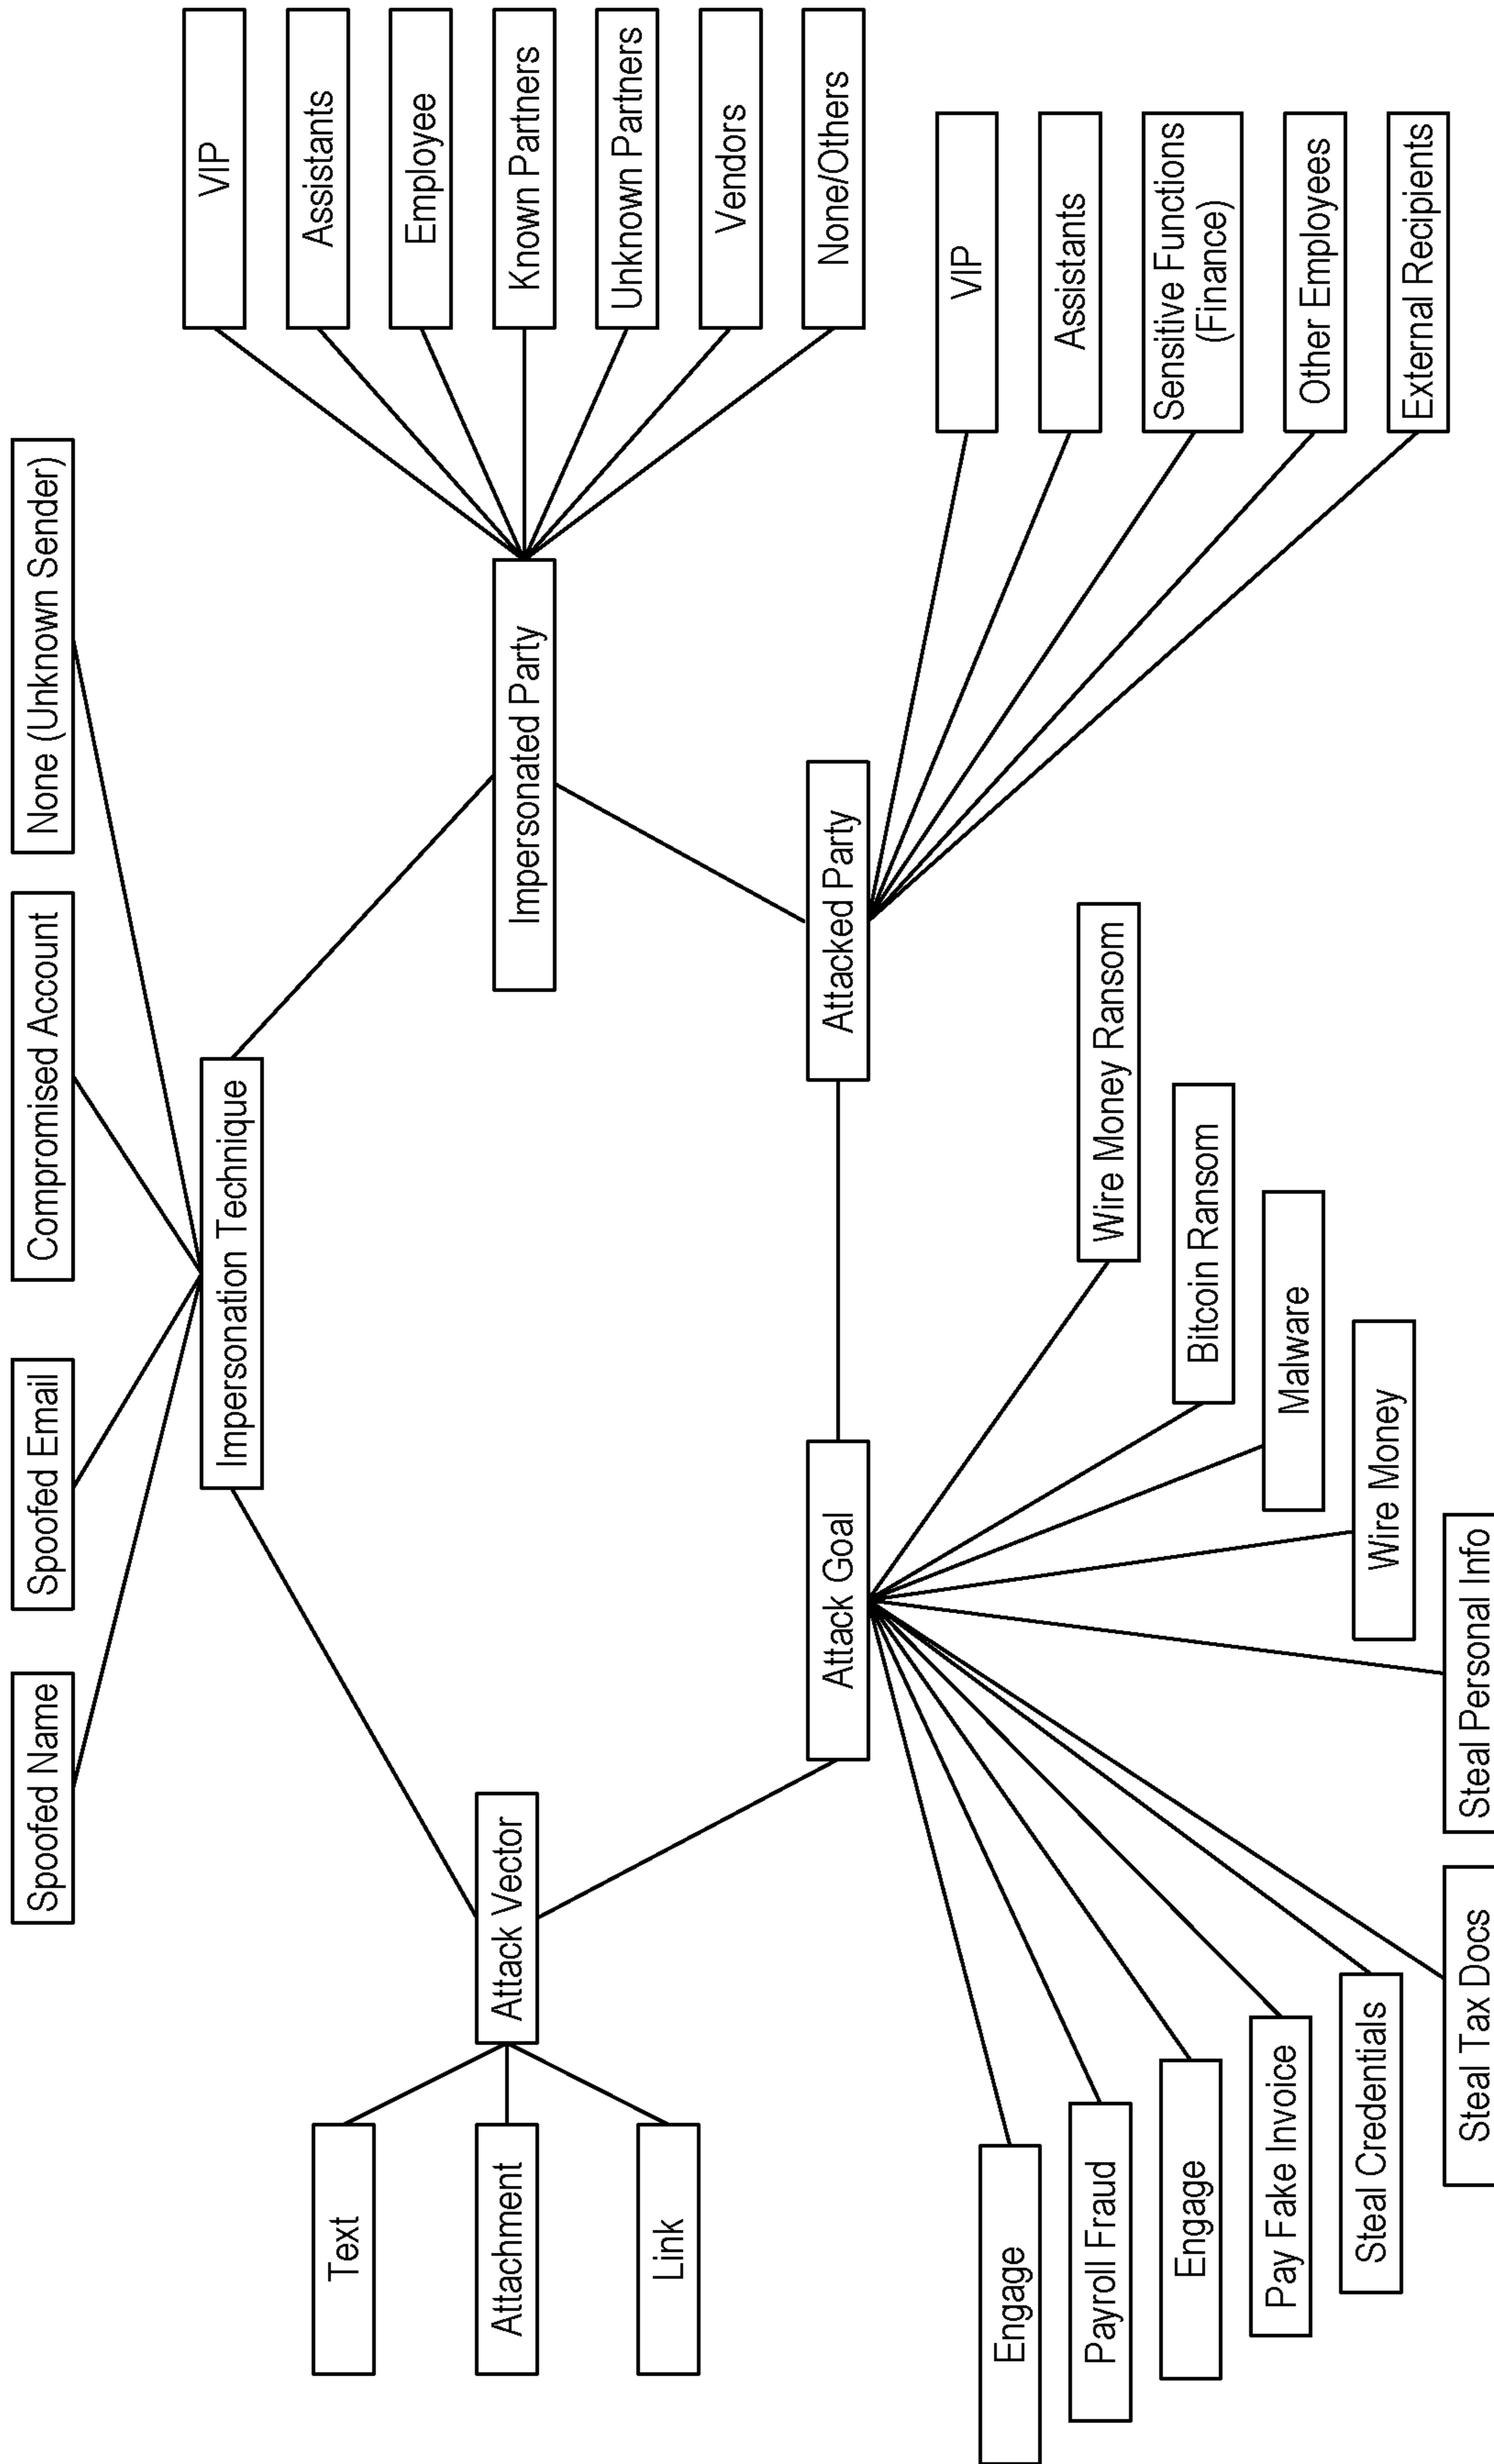 Spoofed Name
Spoofed Email
Compromised Account
None (Unknown Sender)
Impersonation Technique
VIP
Assistants
Employee
Known Partners
Unknown Partners
Vendors
None/Others
Impersonated Party
Text
Attachment
Link
Attack Vector
Attack Goal
Attacked Party
VIP
Assistants
Sensitive Functions
(Finance)
Other Employees
External Recipients
Engage
Payroll Fraud
Engage
Pay Fake Invoice
Steal Credentials
Steal Tax Docs
Steal Personal Info
Wire Money
Malware
Bitcoin Ransom
Wire Money Ransom